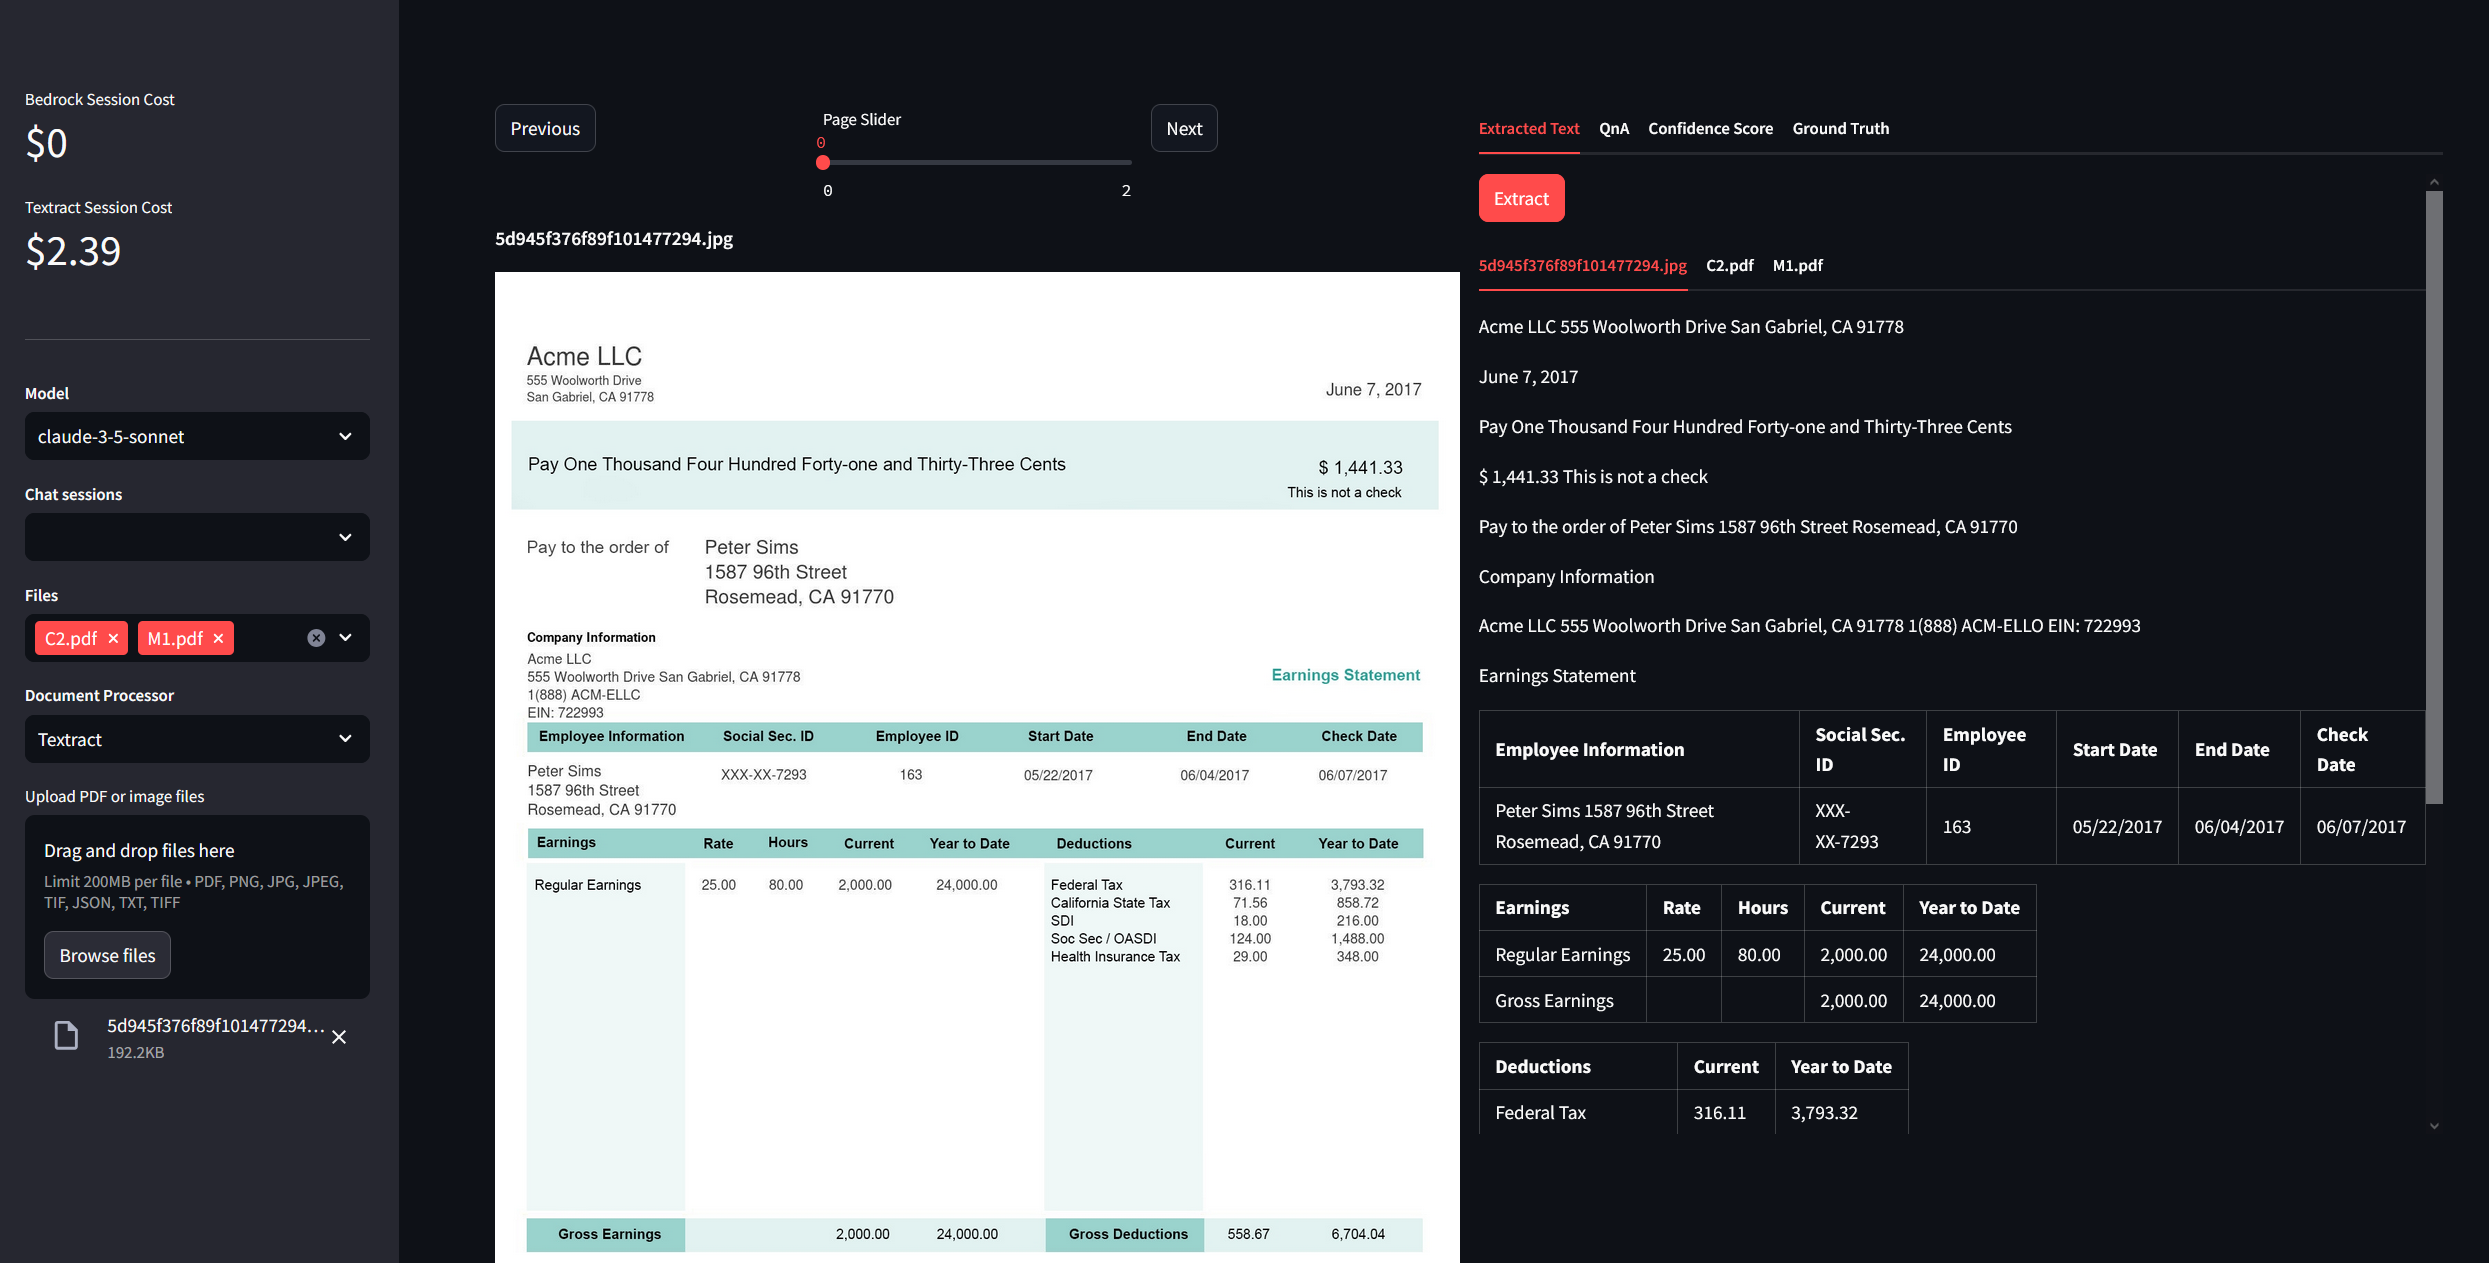 Bedrock Session Cost
$0
Textract Session Cost
$2.39
Model
claude-3-5-sonnet
Chat sessions
Files
C2.pdf × M1.pdf ×
Document Processor
Textract
Upload PDF or image files
Drag and drop files here
Limit 200MB per file • PDF, PNG, JPG, JPEG,
TIF, JSON, TXT, TIFF
Browse files
5d945f376f89f101477294...
192.2KB
Previous
Page Slider
0
0 2
Next
5d945f376f89f101477294.jpg
Acme LLC
555 Woolworth Drive
San Gabriel, CA 91778
June 7, 2017
Pay One Thousand Four Hundred Forty-one and Thirty-Three Cents
$ 1,441.33
This is not a check
Pay to the order of
Peter Sims
1587 96th Street
Rosemead, CA 91770
Company Information
Acme LLC
555 Woolworth Drive San Gabriel, CA 91778
1(888) ACM-ELLC
EIN: 722993
Earnings Statement
Employee Information Social Sec. ID Employee ID Start Date End Date Check Date
Peter Sims XXX-XX-7293 163 05/22/2017 06/04/2017 06/07/2017
1587 96th Street
Rosemead, CA 91770
Earnings Rate Hours Current Year to Date Deductions Current Year to Date
Regular Earnings 25.00 80.00 2,000.00 24,000.00 Federal Tax 316.11 3,793.32
California State Tax 71.56 858.72
SDI 18.00 216.00
Soc Sec / OASDI 124.00 1,488.00
Health Insurance Tax 29.00 348.00
Gross Earnings 2,000.00 24,000.00 Gross Deductions 558.67 6,704.04
Extracted Text QnA Confidence Score Ground Truth
Extract
5d945f376f89f101477294.jpg C2.pdf M1.pdf
Acme LLC 555 Woolworth Drive San Gabriel, CA 91778
June 7, 2017
Pay One Thousand Four Hundred Forty-one and Thirty-Three Cents
$ 1,441.33 This is not a check
Pay to the order of Peter Sims 1587 96th Street Rosemead, CA 91770
Company Information
Acme LLC 555 Woolworth Drive San Gabriel, CA 91778 1(888) ACM-ELLO EIN: 722993
Earnings Statement
Employee Information Social Sec. ID Employee ID Start Date End Date Check Date
Peter Sims 1587 96th Street
Rosemead, CA 91770
XXX-
XX-7293
163 05/22/2017 06/04/2017 06/07/2017
Earnings Rate Hours Current Year to Date
Regular Earnings 25.00 80.00 2,000.00 24,000.00
Gross Earnings 2,000.00 24,000.00
Deductions Current Year to Date
Federal Tax 316.11 3,793.32